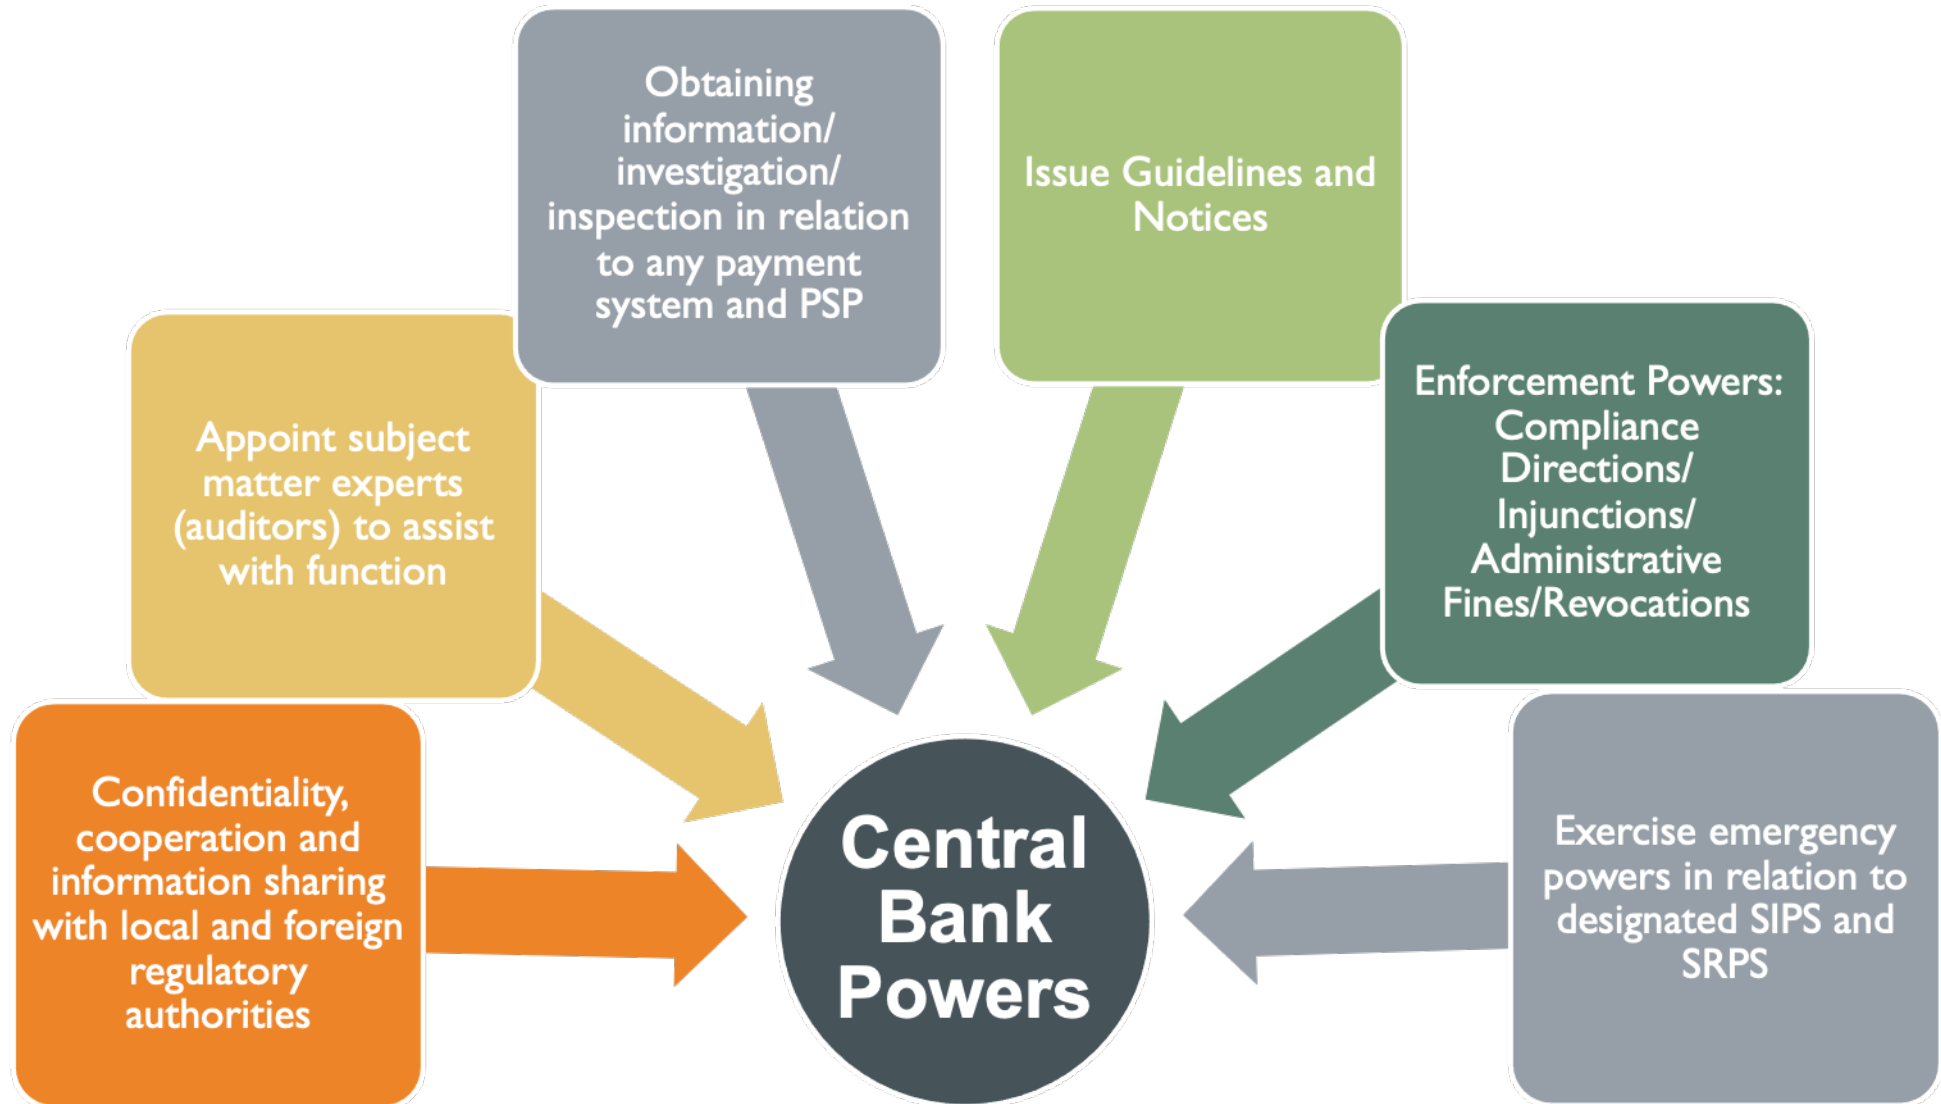 Obtaining
information/
investigation/
inspection in relation
to any payment
system and PSP
Issue Guidelines and
Notices
Appoint subject
matter experts
(auditors) to assist
with function
Enforcement Powers:
Compliance
Directions/
Injunctions/
Administrative
Fines/Revocations
Confidentiality,
cooperation and
information sharing
with local and foreign
regulatory
authorities
Central
Bank
Powers
Exercise emergency
powers in relation to
designated SIPS and
SRPS